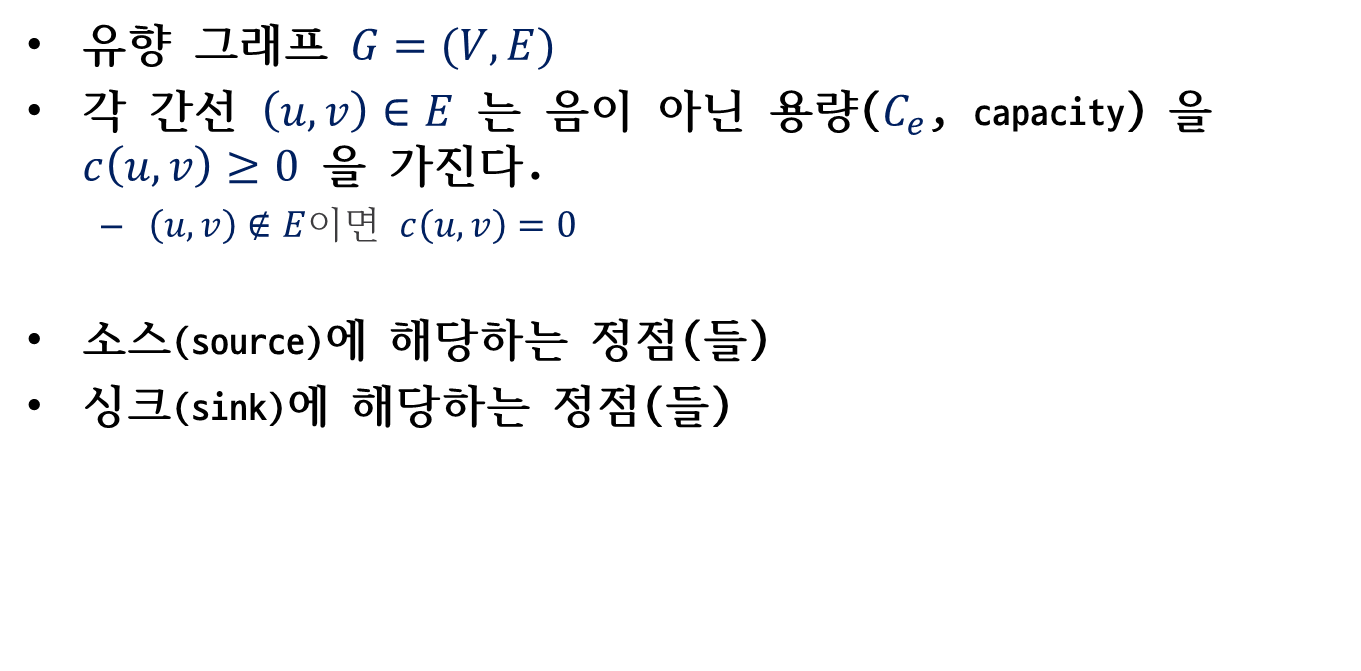 • 유향 그래프 G = (V, E)
• 각 간선 (u, v) ∈ E 는 음이 아닌 용량(Cₑ, capacity) 을
c(u, v) ≥ 0 을 가진다.
– (u, v) ∉ E이면 c(u, v) = 0
• 소스(source)에 해당하는 정점(들)
• 싱크(sink)에 해당하는 정점(들)